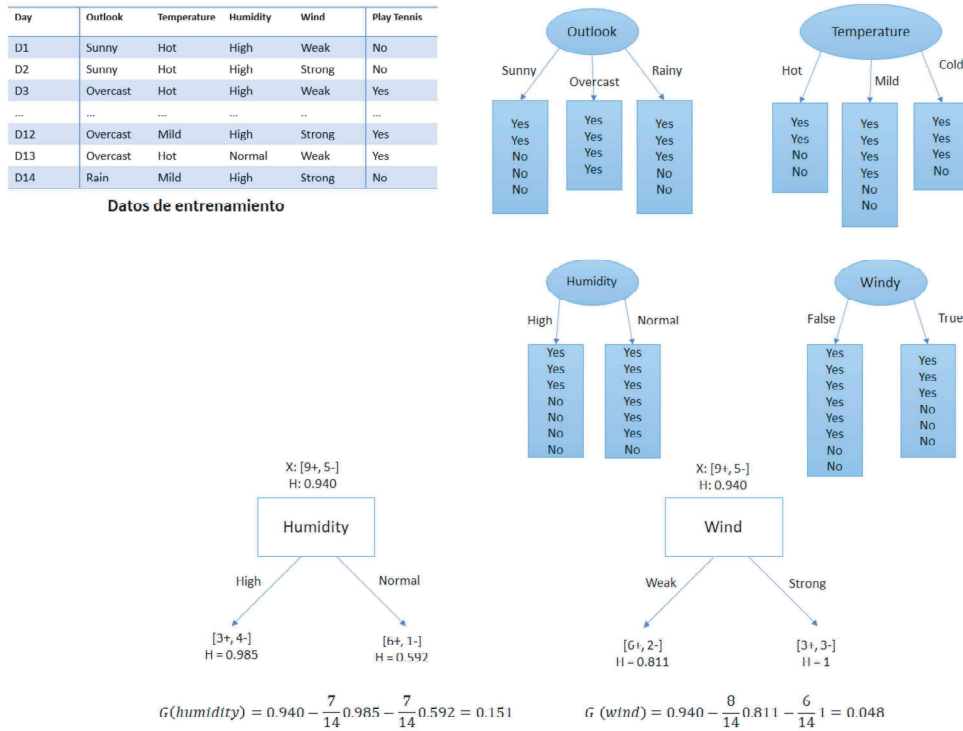 Day Outlook Temperature Humidity Wind Play Tennis
D1 Sunny Hot High Weak No
D2 Sunny Hot High Strong No
D3 Overcast Hot High Weak Yes
... ... ... ... .. ...
D12 Overcast Mild High Strong Yes
D13 Overcast Hot Normal Weak Yes
D14 Rain Mild High Strong No
Datos de entrenamiento
Outlook
Sunny Overcast Rainy
Yes Yes Yes
Yes Yes Yes
No Yes Yes
No Yes No
No No
Temperature
Hot Mild Cold
Yes Yes Yes
Yes Yes Yes
No Yes Yes
No Yes No
No
No
Humidity
High Normal
Yes Yes
Yes Yes
Yes Yes
No Yes
No Yes
No Yes
No No
Windy
False True
Yes Yes
Yes Yes
Yes Yes
Yes No
Yes No
Yes No
No
No
X: [9+, 5-]
H: 0.940
Humidity
High Normal
[3+, 4-] [6+, 1-]
H = 0.985 H = 0.592
G(humidity) = 0.940 − 7/14 0.985 − 7/14 0.592 = 0.151
X: [9+, 5-]
H: 0.940
Wind
Weak Strong
[6+, 2-] [3+, 3-]
H = 0.811 H = 1
G (wind) = 0.940 − 8/14 0.811 − 6/14 1 = 0.048